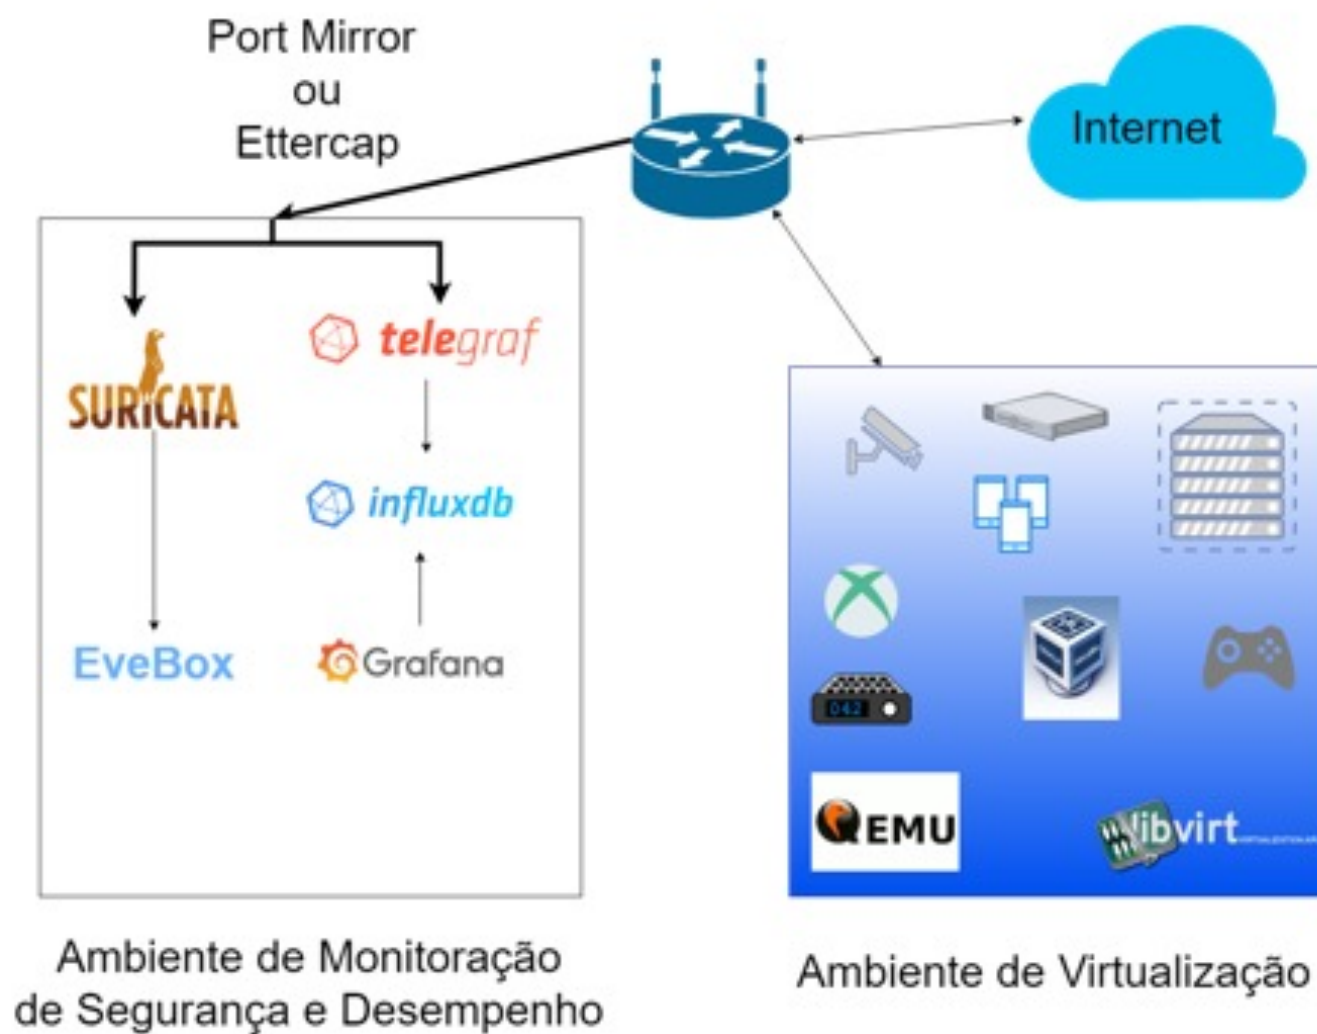 Port Mirror
ou
Ettercap
Internet
SURICATA
telegraf
influxdb
EveBox
Grafana
042
QEMU
libvirt
Ambiente de Monitoração
de Segurança e Desempenho
Ambiente de Virtualização